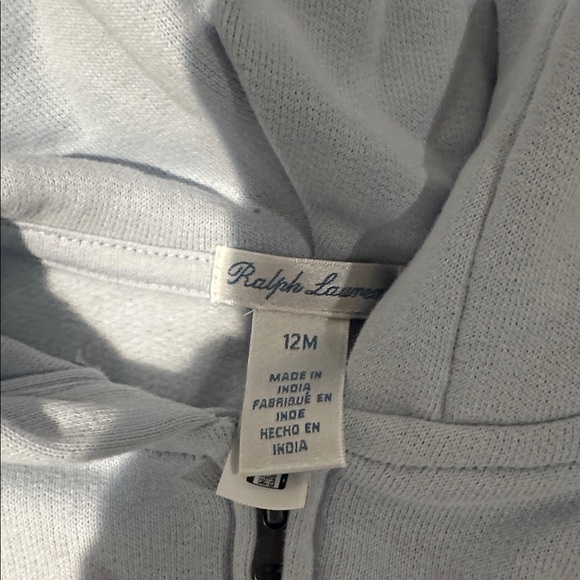 Ralph Lauren
12M
MADE IN
INDIA
FABRIQUÉ EN
INDE
HECHO EN
INDIA